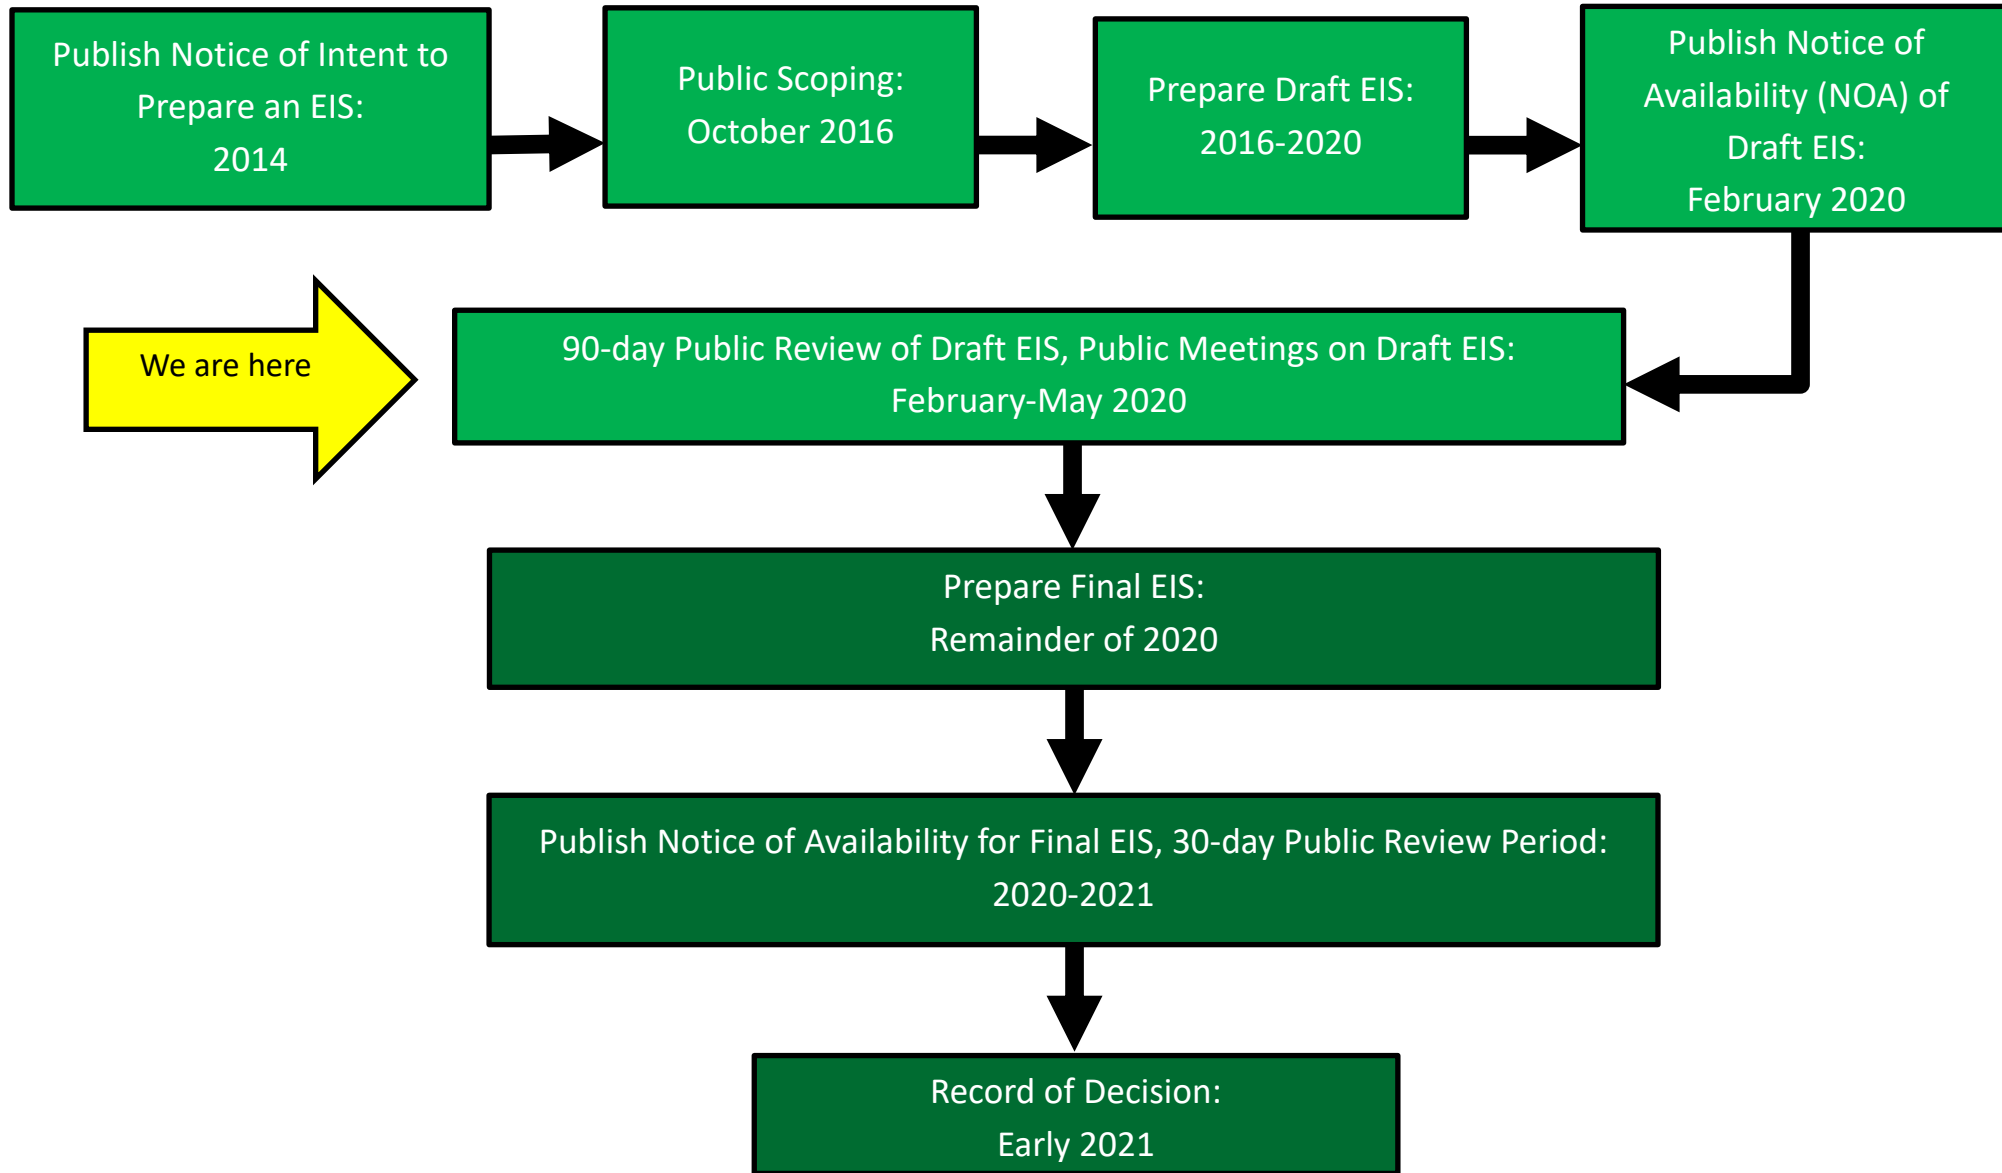 Publish Notice of Intent to
Prepare an EIS:
2014
Public Scoping:
October 2016
Prepare Draft EIS:
2016-2020
Publish Notice of
Availability (NOA) of
Draft EIS:
February 2020
We are here
90-day Public Review of Draft EIS, Public Meetings on Draft EIS:
February-May 2020
Prepare Final EIS:
Remainder of 2020
Publish Notice of Availability for Final EIS, 30-day Public Review Period:
2020-2021
Record of Decision:
Early 2021